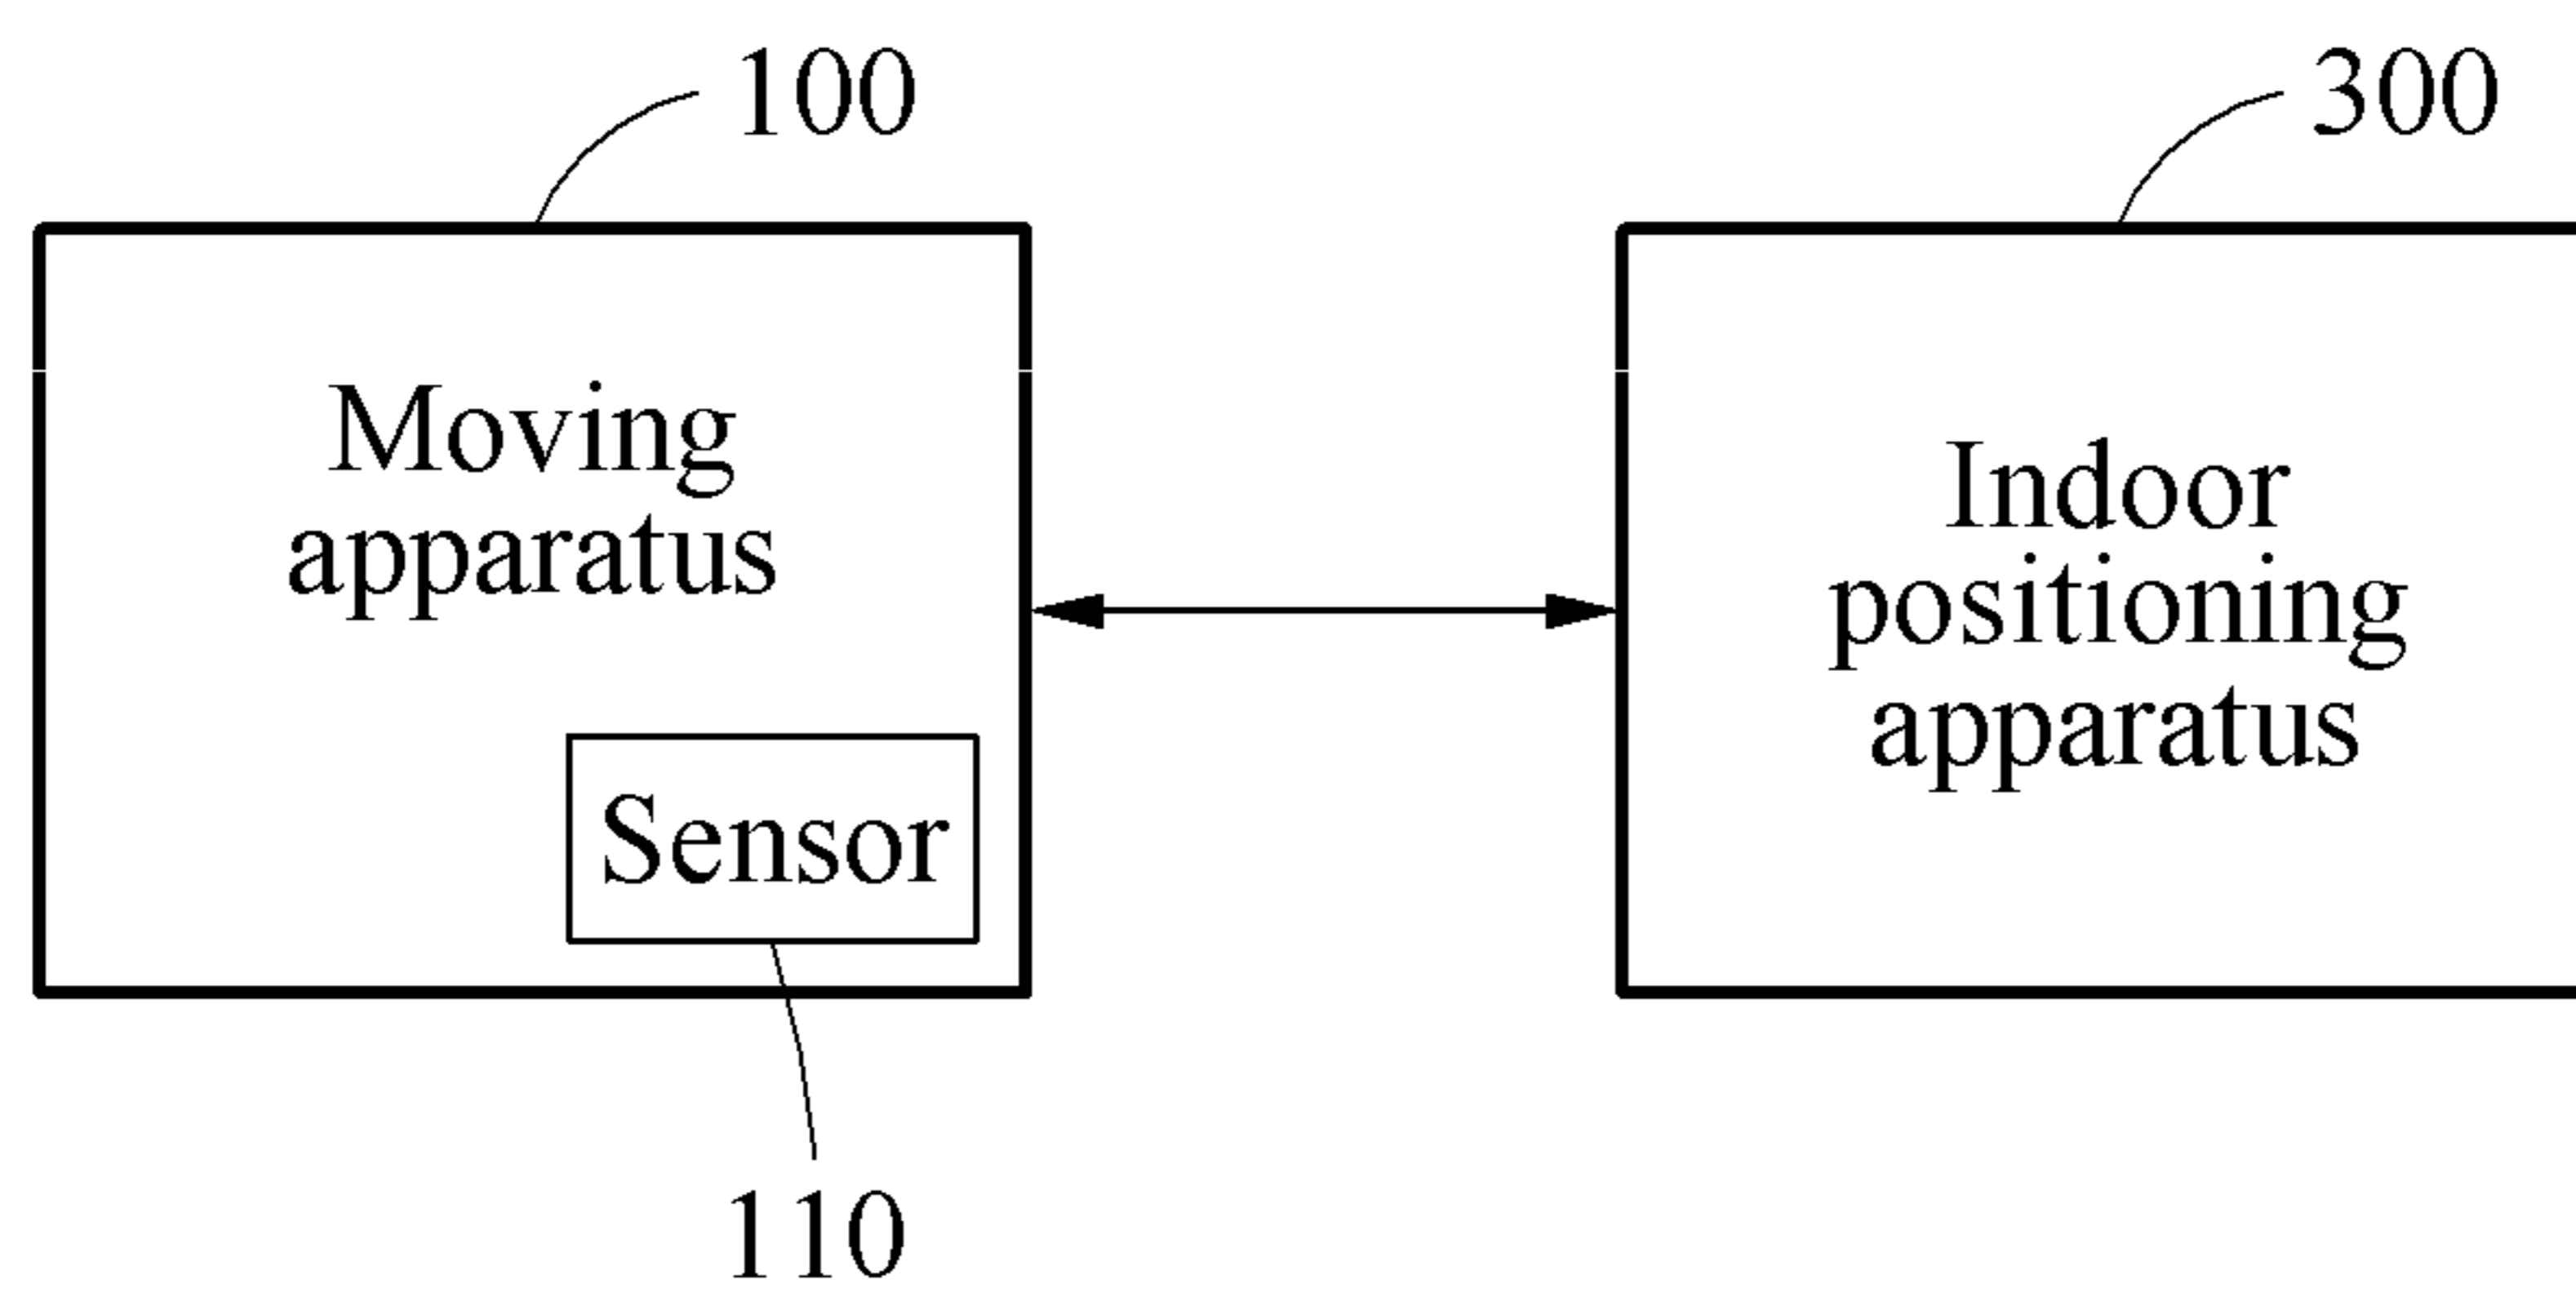 100
300
Moving
apparatus
Indoor
positioning
apparatus
Sensor
110